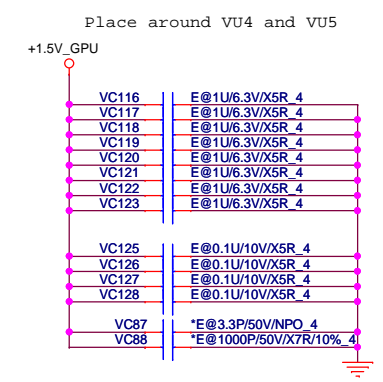 Place around VU4 and VU5
+1.5V_GPU
VC116 E@1U/6.3V/X5R_4
VC117 E@1U/6.3V/X5R_4
VC118 E@1U/6.3V/X5R_4
VC119 E@1U/6.3V/X5R_4
VC120 E@1U/6.3V/X5R_4
VC121 E@1U/6.3V/X5R_4
VC122 E@1U/6.3V/X5R_4
VC123 E@1U/6.3V/X5R_4
VC125 E@0.1U/10V/X5R_4
VC126 E@0.1U/10V/X5R_4
VC127 E@0.1U/10V/X5R_4
VC128 E@0.1U/10V/X5R_4
VC87 *E@3.3P/50V/NPO_4
VC88 *E@1000P/50V/X7R/10%_4